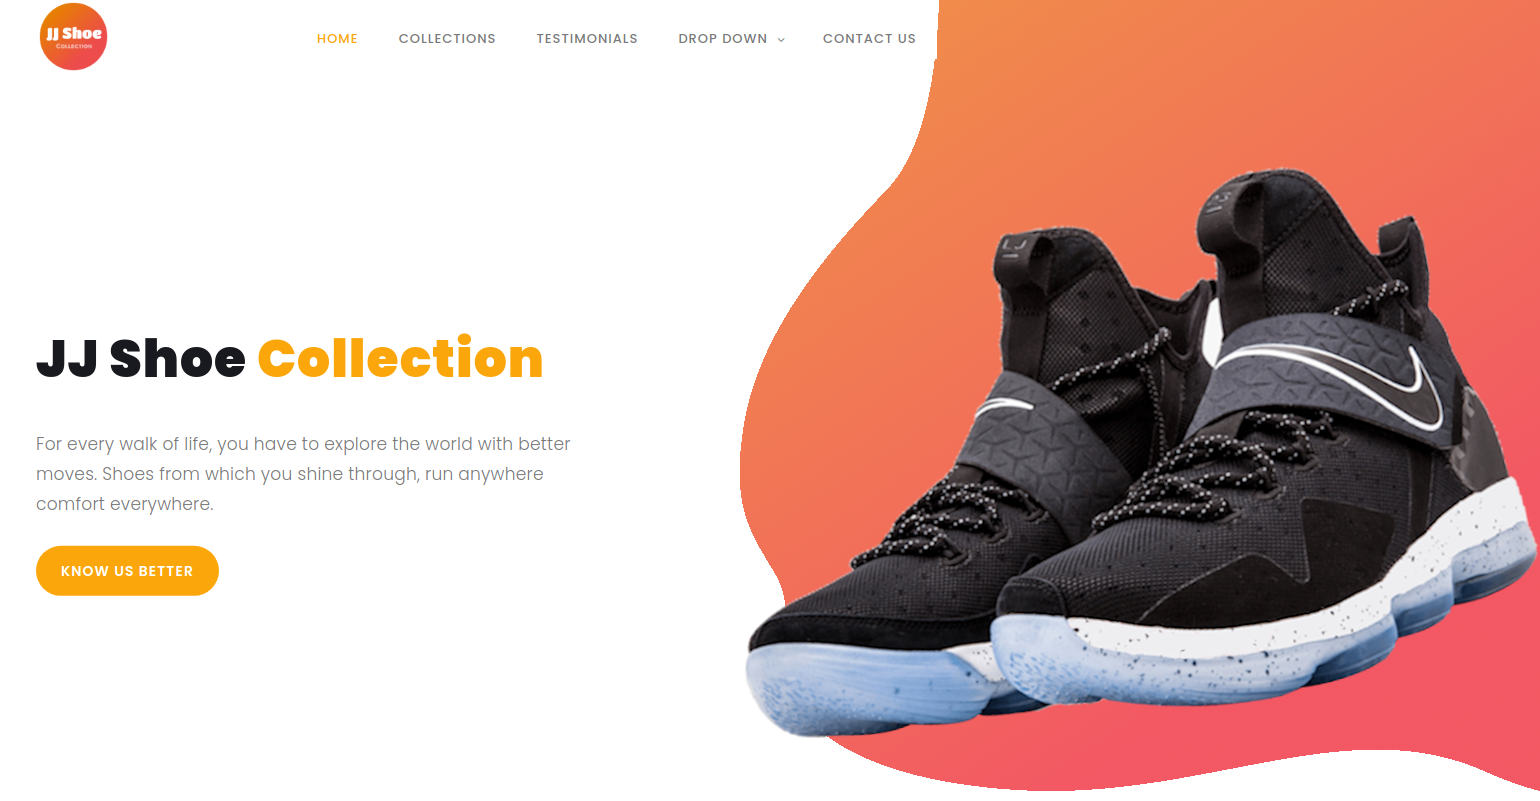 JJ Shoe
Collection
HOME COLLECTIONS TESTIMONIALS DROP DOWN CONTACT US
JJ Shoe Collection
For every walk of life, you have to explore the world with better
moves. Shoes from which you shine through, run anywhere
comfort everywhere.
KNOW US BETTER